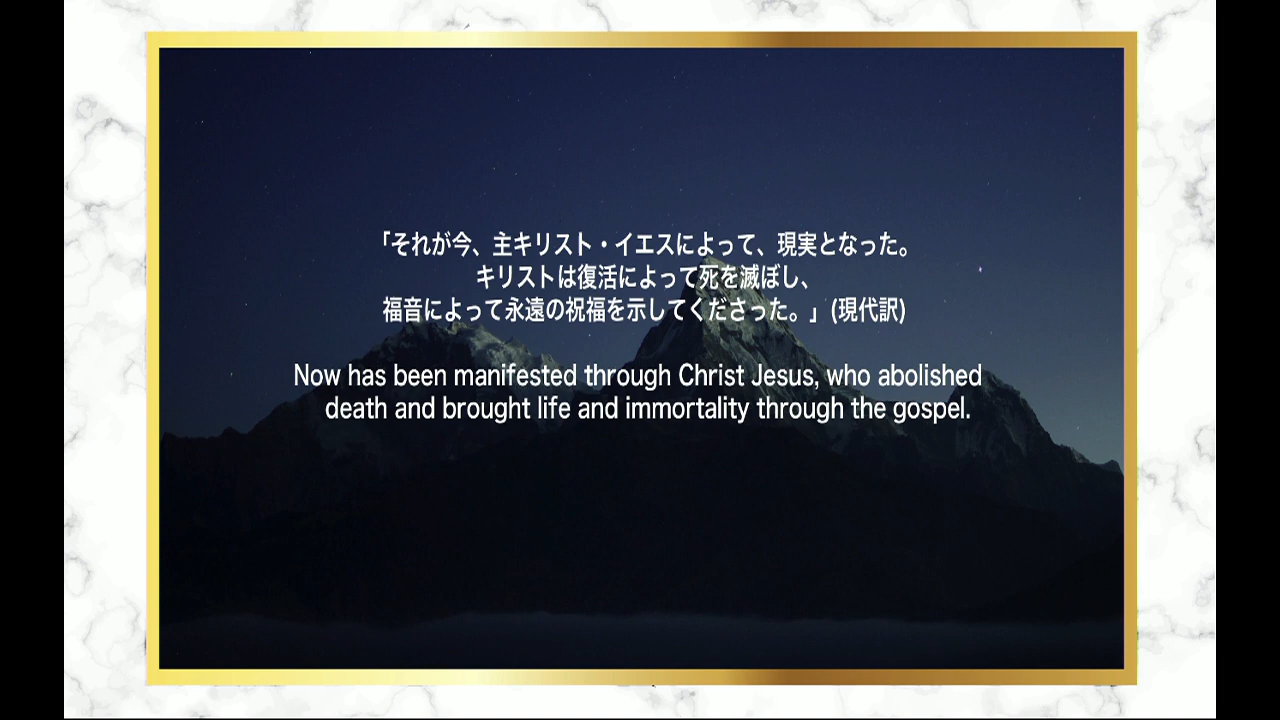 「それが今、主キリスト・イエスによって、現実となった。
キリストは復活によって死を滅ぼし、
福音によって永遠の祝福を示してくださった。」(現代訳)
Now has been manifested through Christ Jesus, who abolished
death and brought life and immortality through the gospel.